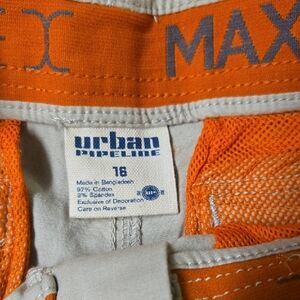 MAX
urban
PIPELINE
16
Made in Bangladesh
97% Cotton
3% Spandex
Exclusive of Decoration
Care on Reverse